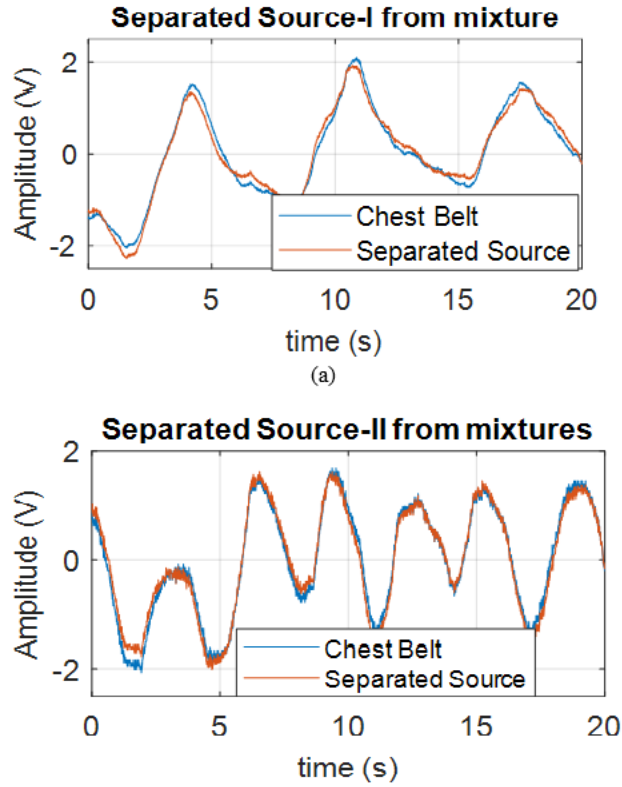 Separated Source-I from mixture
Amplitude (V)
2
0
-2
Chest Belt
Separated Source
0 5 10 15 20
time (s)
(a)
Separated Source-II from mixtures
Amplitude (V)
2
0
-2
Chest Belt
Separated Source
0 5 10 15 20
time (s)